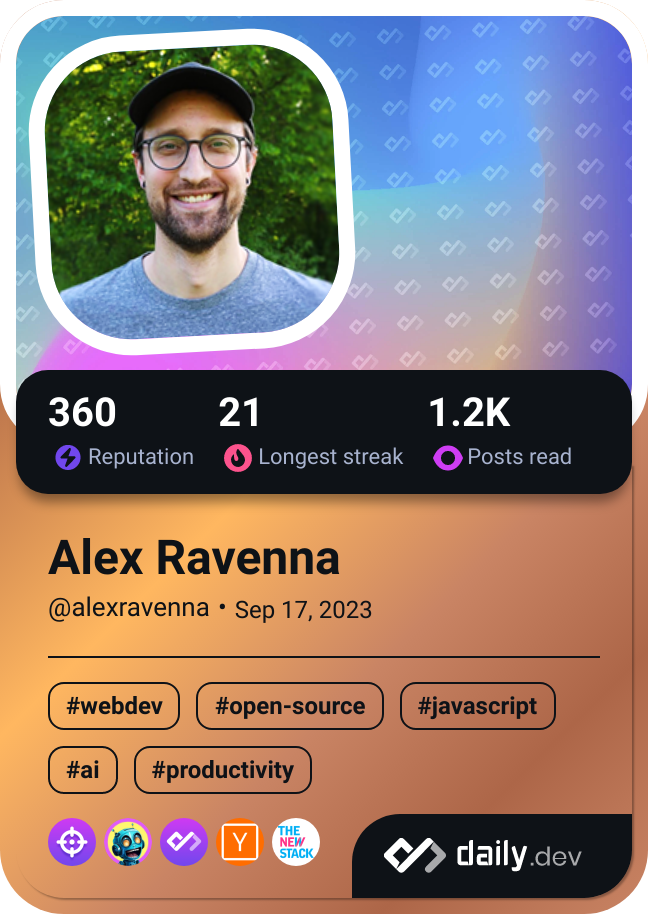 360 21 1.2K
Reputation Longest streak Posts read
Alex Ravenna
@alexravenna • Sep 17, 2023
#webdev #open-source #javascript
#ai #productivity
Y
THE
NEW
STACK
daily.dev